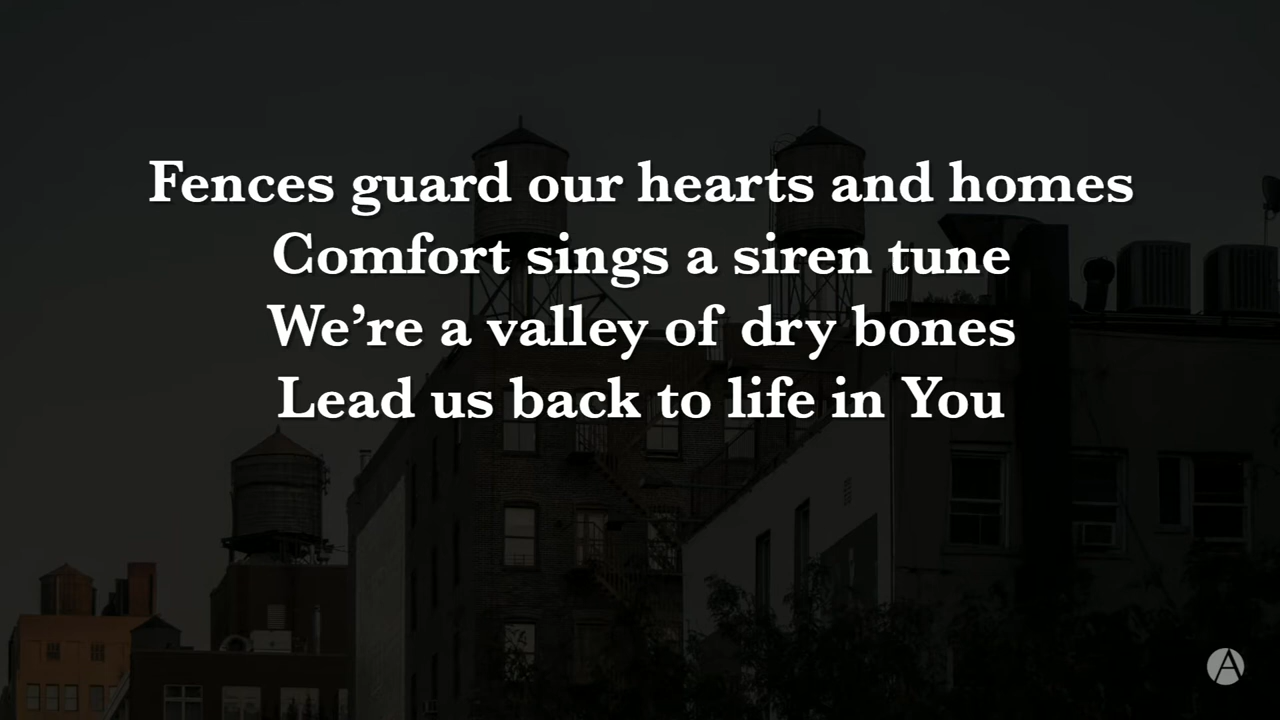 Fences guard our hearts and homes
Comfort sings a siren tune
We’re a valley of dry bones
Lead us back to life in You